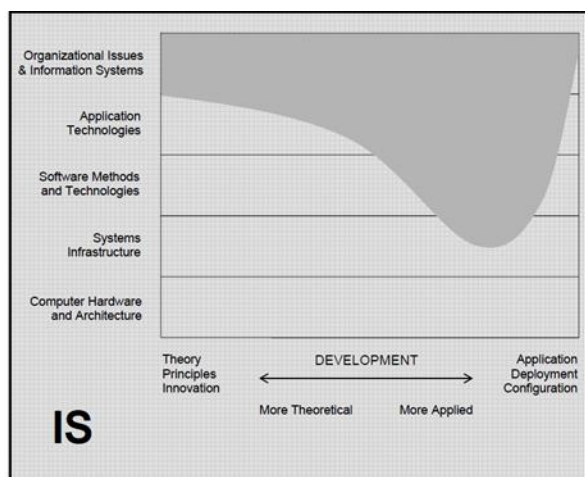 Organizational Issues
& Information Systems
Application
Technologies
Software Methods
and Technologies
Systems
Infrastructure
Computer Hardware
and Architecture
Theory
Principles
Innovation
DEVELOPMENT
Application
Deployment
Configuration
More Theoretical
More Applied
IS